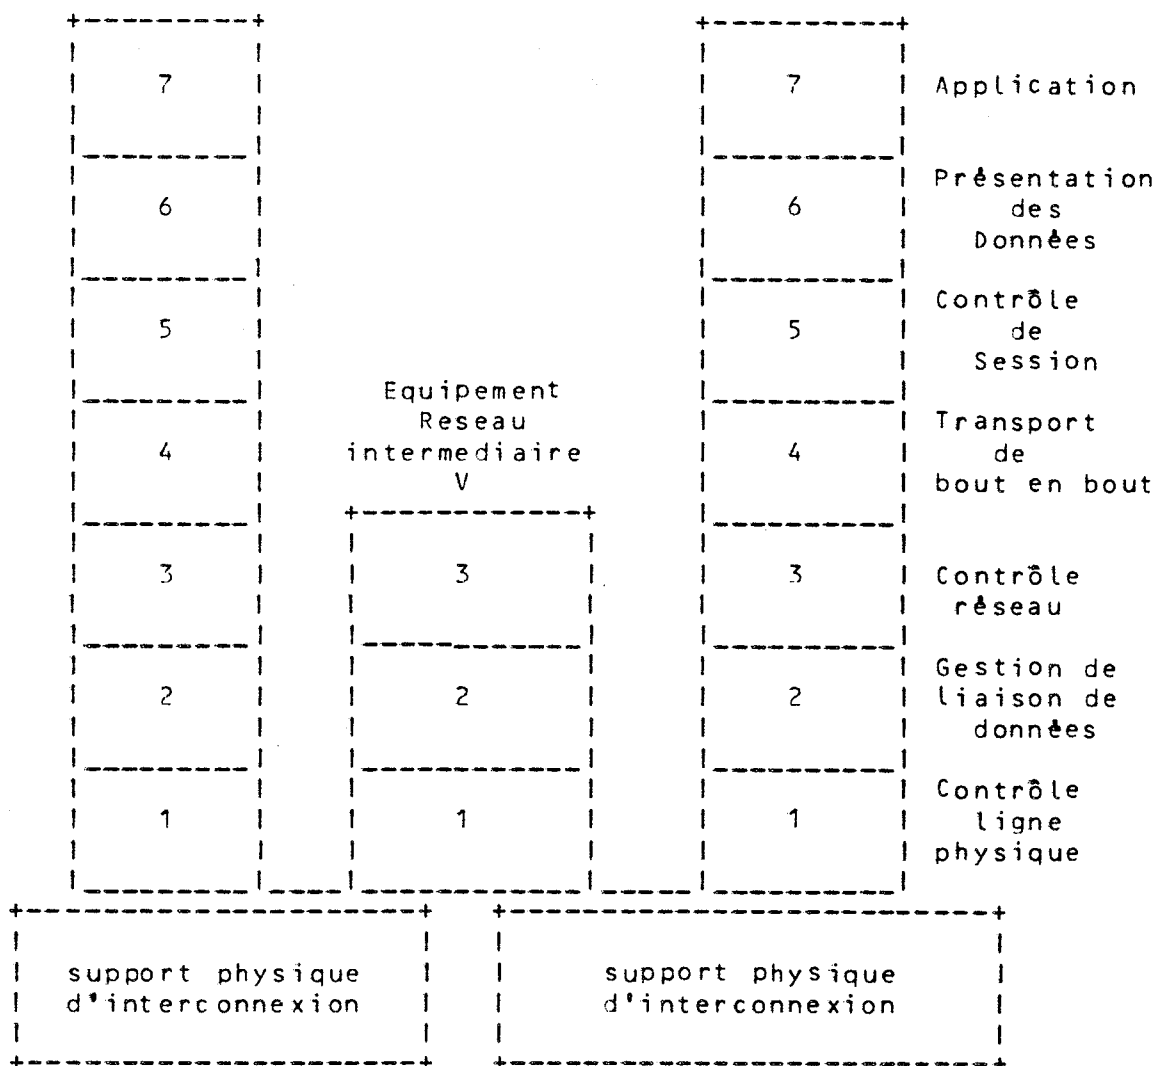 7 7 Application
6 6 Présentation
des
Données
5 5 Contrôle
de
Session
Equipement
Reseau
intermediaire
V
4 4 Transport
de
bout en bout
3 3 3 Contrôle
réseau
2 2 2 Gestion de
liaison de
données
1 1 1 Contrôle
ligne
physique
support physique
d'interconnexion
support physique
d'interconnexion